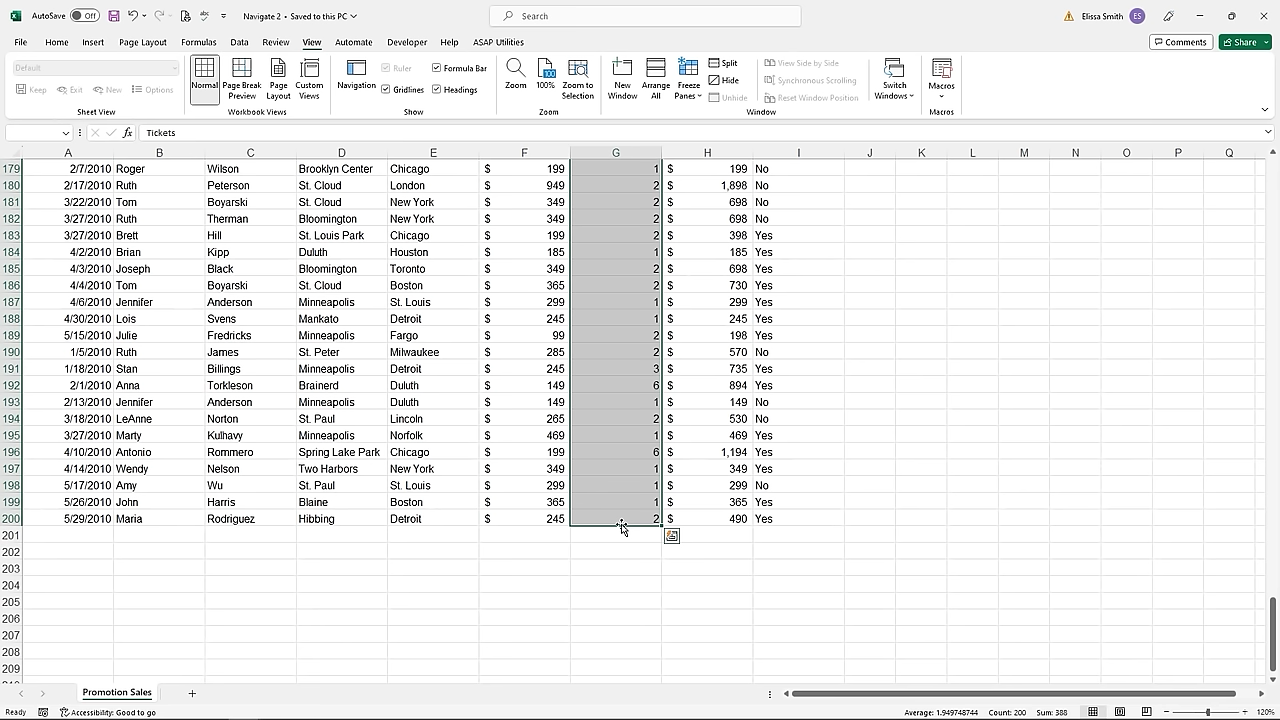 AutoSave Off Navigate 2 • Saved to this PC Search Elissa Smith ES
File Home Insert Page Layout Formulas Data Review View Automate Developer Help ASAP Utilities Comments Share
Default
Keep Exit New Options
Sheet View
Normal Page Break Preview Page Layout Custom Views
Workbook Views
Navigation Ruler Formula Bar
Gridlines Headings
Show
Zoom 100% Zoom to Selection
Zoom
New Window Arrange All Freeze Panes Split
Hide
Unhide
View Side by Side
Synchronous Scrolling
Reset Window Position
Switch Windows
Window
Macros
Macros
fx Tickets
A B C D E F G H I J K L M N O P Q
179 2/7/2010 Roger Wilson Brooklyn Center Chicago $ 199 1 $ 199 No
180 2/17/2010 Ruth Peterson St. Cloud London $ 949 2 $ 1,898 No
181 3/22/2010 Tom Boyarski St. Cloud New York $ 349 2 $ 698 No
182 3/27/2010 Ruth Therman Bloomington New York $ 349 2 $ 698 No
183 3/27/2010 Brett Hill St. Louis Park Chicago $ 199 2 $ 398 Yes
184 4/2/2010 Brian Kipp Duluth Houston $ 185 1 $ 185 Yes
185 4/3/2010 Joseph Black Bloomington Toronto $ 349 2 $ 698 Yes
186 4/4/2010 Tom Boyarski St. Cloud Boston $ 365 2 $ 730 Yes
187 4/6/2010 Jennifer Anderson Minneapolis St. Louis $ 299 1 $ 299 Yes
188 4/30/2010 Lois Svens Mankato Detroit $ 245 1 $ 245 Yes
189 5/15/2010 Julie Fredricks Minneapolis Fargo $ 99 2 $ 198 Yes
190 1/5/2010 Ruth James St. Peter Milwaukee $ 285 2 $ 570 No
191 1/18/2010 Stan Billings Minneapolis Detroit $ 245 3 $ 735 Yes
192 2/1/2010 Anna Torkleson Brainerd Duluth $ 149 6 $ 894 Yes
193 2/13/2010 Jennifer Anderson Minneapolis Duluth $ 149 1 $ 149 No
194 3/18/2010 LeAnne Norton St. Paul Lincoln $ 265 2 $ 530 No
195 3/27/2010 Marty Kulhavy Minneapolis Norfolk $ 469 1 $ 469 Yes
196 4/10/2010 Antonio Rommero Spring Lake Park Chicago $ 199 6 $ 1,194 Yes
197 4/14/2010 Wendy Nelson Two Harbors New York $ 349 1 $ 349 Yes
198 5/17/2010 Amy Wu St. Paul St. Louis $ 299 1 $ 299 No
199 5/26/2010 John Harris Blaine Boston $ 365 1 $ 365 Yes
200 5/29/2010 Maria Rodriguez Hibbing Detroit $ 245 2 $ 490 Yes
201
202
203
204
205
206
207
208
209
Promotion Sales
Ready Accessibility: Good to go Average: 1.949748744 Count: 200 Sum: 388 120%